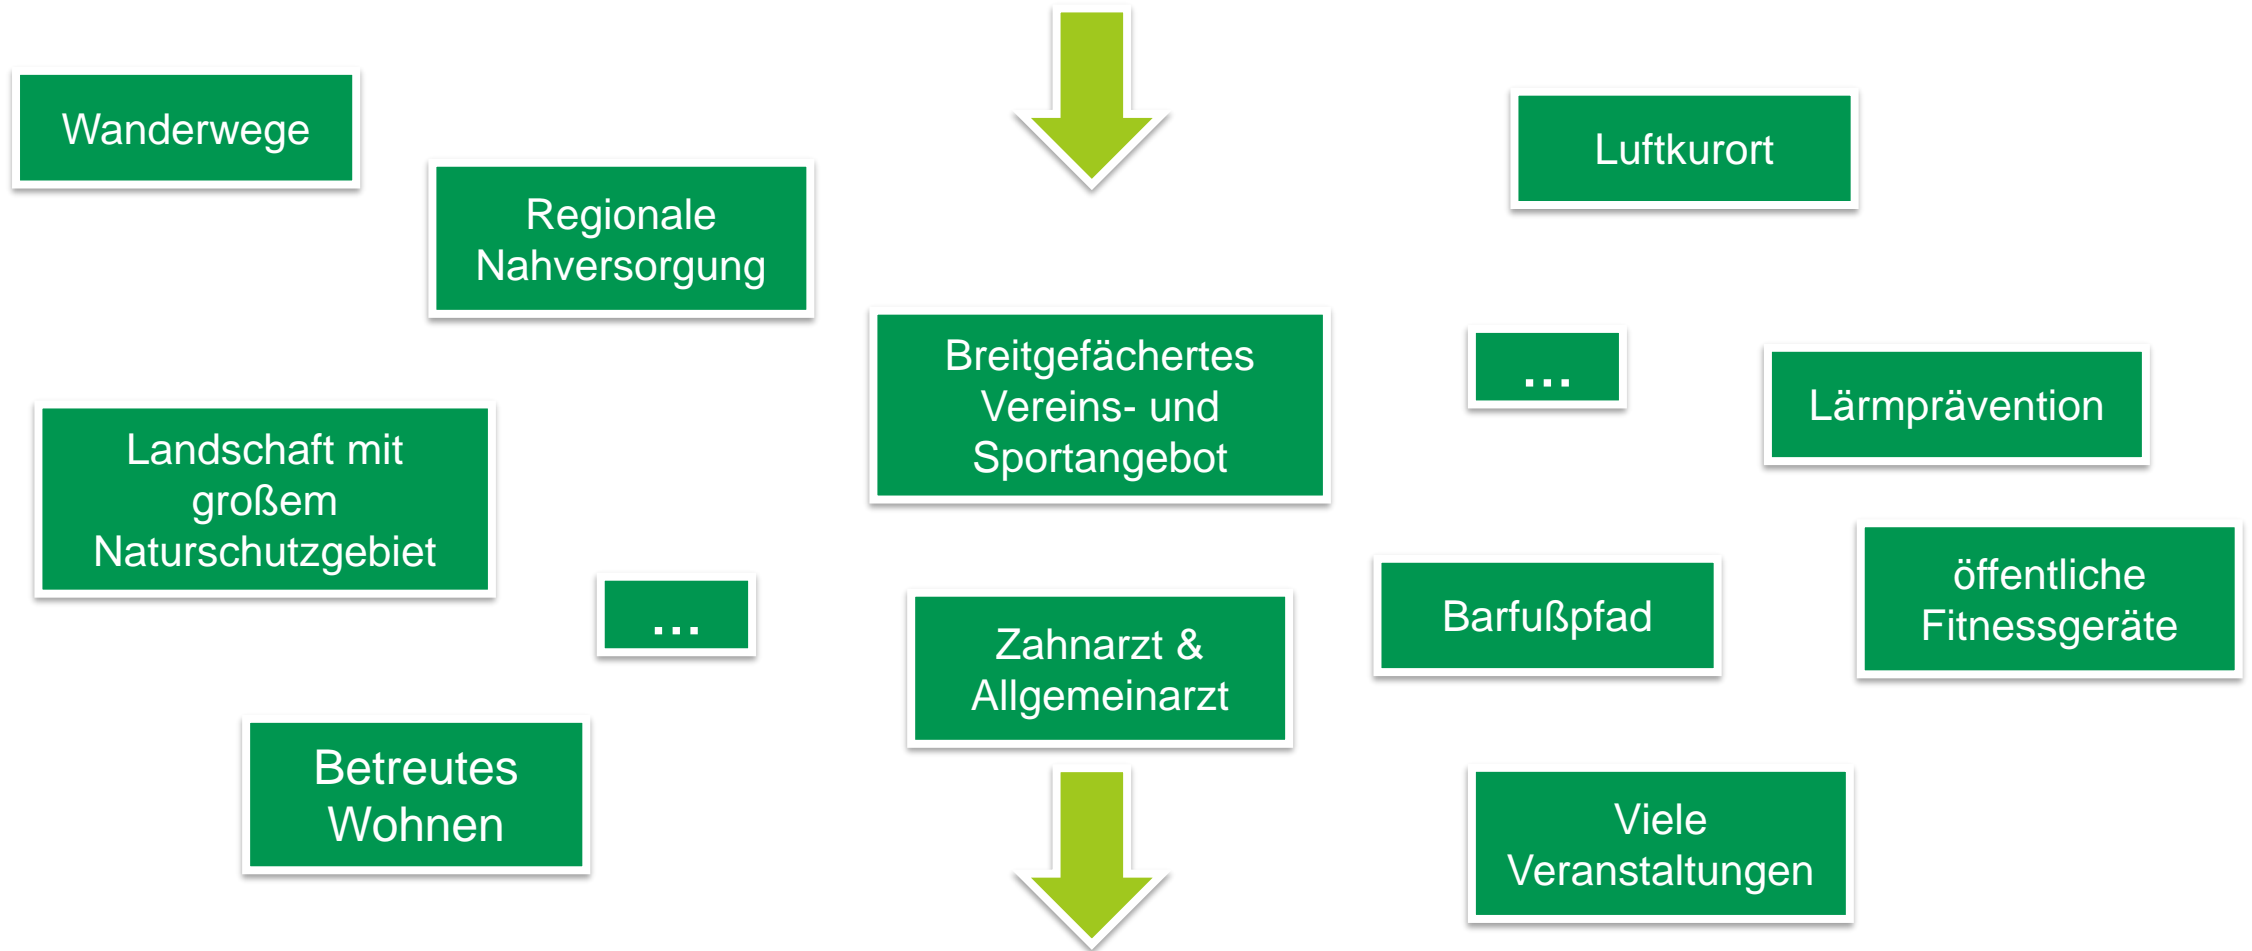 Wanderwege
Luftkurort
Regionale
Nahversorgung
Breitgefächertes
Vereins- und
Sportangebot
...
Lärmprävention
Landschaft mit
großem
Naturschutzgebiet
...
Zahnarzt &
Allgemeinarzt
Barfußpfad
öffentliche
Fitnessgeräte
Betreutes
Wohnen
Viele
Veranstaltungen